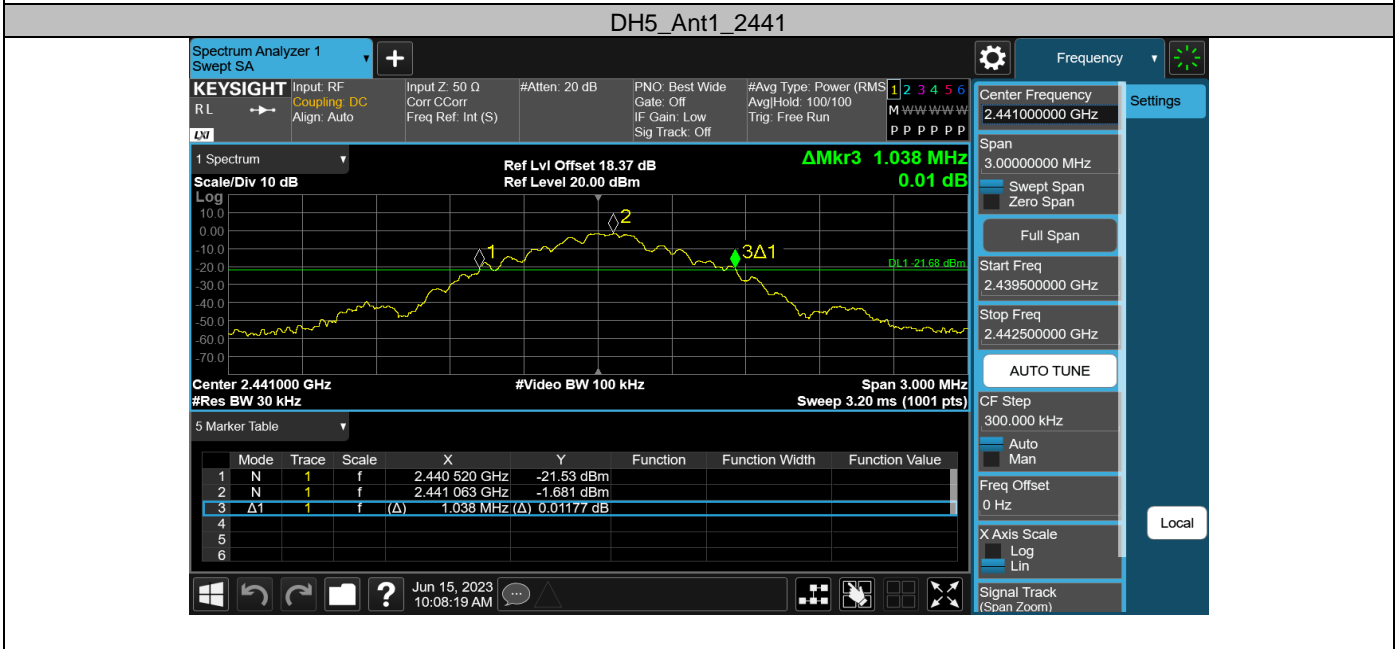 DH5_Ant1_2441
Spectrum Analyzer 1
Swept SA
Frequency
KEYSIGHT
RL
LXI
Input: RF
Coupling: DC
Align: Auto
Input Z: 50 Ω
Corr CCorr
Freq Ref: Int (S)
#Atten: 20 dB
PNO: Best Wide
Gate: Off
IF Gain: Low
Sig Track: Off
#Avg Type: Power (RMS
Avg|Hold: 100/100
Trig: Free Run
1 2 3 4 5 6
M W W W W W
P P P P P P
1 Spectrum
Scale/Div 10 dB
Ref Lvl Offset 18.37 dB
Ref Level 20.00 dBm
ΔMkr3 1.038 MHz
0.01 dB
Log
10.0
0.00
-10.0
-20.0
-30.0
-40.0
-50.0
-60.0
-70.0
1
2
3Δ1
DL1 -21.68 dBm
Center 2.441000 GHz
#Video BW 100 kHz
Span 3.000 MHz
#Res BW 30 kHz
Sweep 3.20 ms (1001 pts)
5 Marker Table
Mode Trace Scale X Y Function Function Width Function Value
1 N 1 f 2.440 520 GHz -21.53 dBm
2 N 1 f 2.441 063 GHz -1.681 dBm
3 Δ1 1 f (Δ) 1.038 MHz (Δ) 0.01177 dB
4
5
6
?
Jun 15, 2023
10:08:19 AM
Center Frequency
2.441000000 GHz
Settings
Span
3.00000000 MHz
Swept Span
Zero Span
Full Span
Start Freq
2.439500000 GHz
Stop Freq
2.442500000 GHz
AUTO TUNE
CF Step
300.000 kHz
Auto
Man
Freq Offset
0 Hz
Local
X Axis Scale
Log
Lin
Signal Track
(Span Zoom)